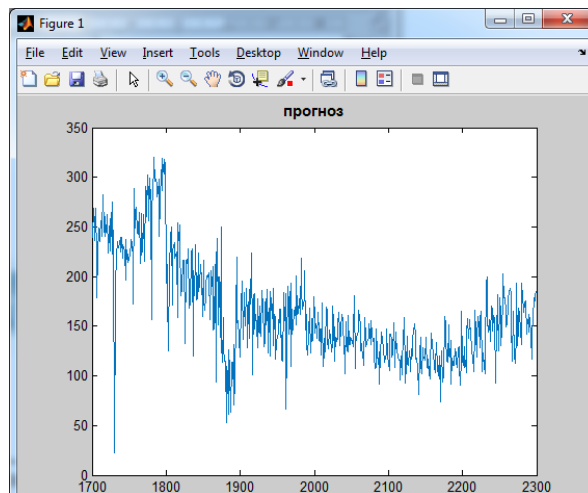 Figure 1
File Edit View Insert Tools Desktop Window Help
прогноз
350
300
250
200
150
100
50
0
1700 1800 1900 2000 2100 2200 2300